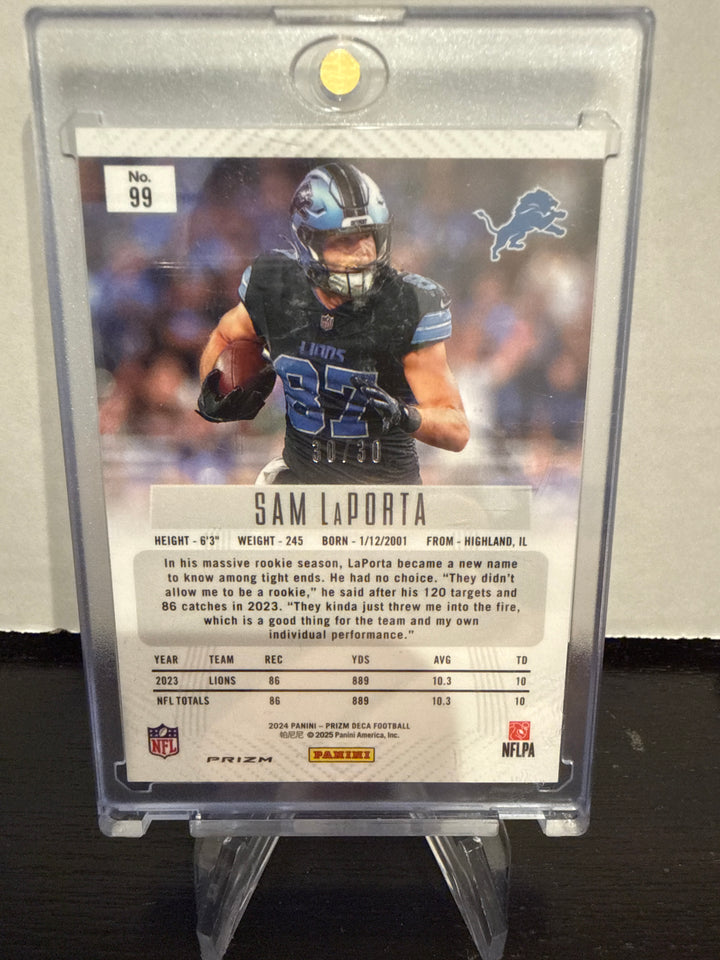 No.
99
87
LIONS
87
30/30
SAM LaPORTA
HEIGHT - 6'3" WEIGHT - 245 BORN - 1/12/2001 FROM - HIGHLAND, IL
In his massive rookie season, LaPorta became a new name
to know among tight ends. He had no choice. “They didn’t
allow me to be a rookie,” he said after his 120 targets and
86 catches in 2023. “They kinda just threw me into the fire,
which is a good thing for the team and my own
individual performance.”
YEAR TEAM REC YDS AVG TD
2023 LIONS 86 889 10.3 10
NFL TOTALS 86 889 10.3 10
2024 PANINI – PRIZM DECA FOOTBALL
帕尼尼 © 2025 Panini America, Inc.
NFL PRIZM PANINI NFLPA